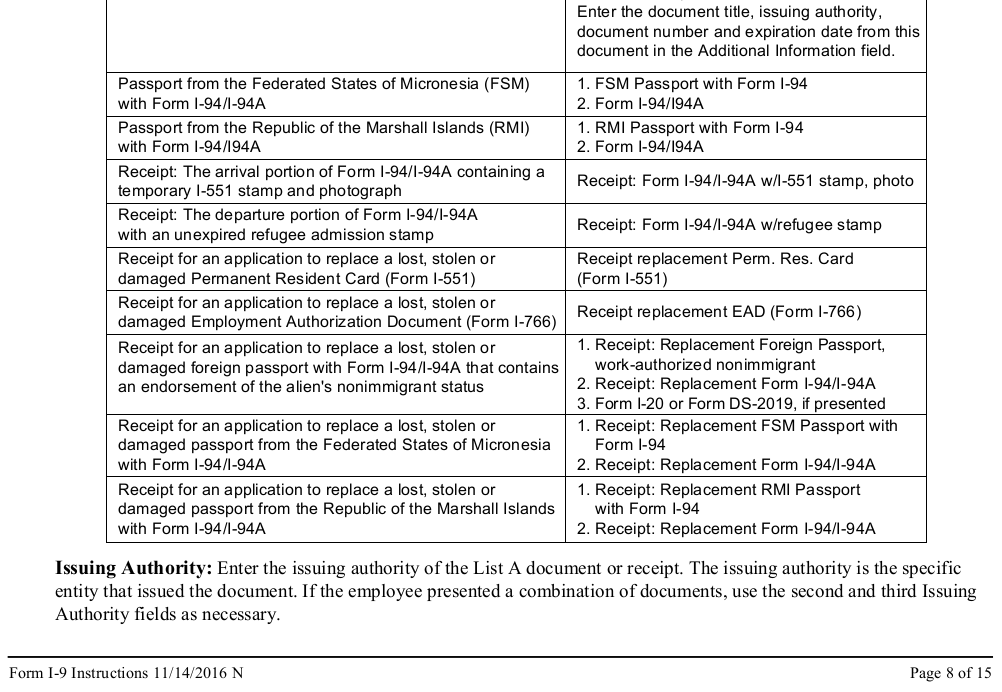 Enter the document title, issuing authority,
document number and expiration date from this
document in the Additional Information field.
Passport from the Federated States of Micronesia (FSM)
with Form I-94/I-94A
1. FSM Passport with Form I-94
2. Form I-94/I94A
Passport from the Republic of the Marshall Islands (RMI)
with Form I-94/I94A
1. RMI Passport with Form I-94
2. Form I-94/I94A
Receipt: The arrival portion of Form I-94/I-94A containing a
temporary I-551 stamp and photograph
Receipt: Form I-94/I-94A w/I-551 stamp, photo
Receipt: The departure portion of Form I-94/I-94A
with an unexpired refugee admission stamp
Receipt: Form I-94/I-94A w/refugee stamp
Receipt for an application to replace a lost, stolen or
damaged Permanent Resident Card (Form I-551)
Receipt replacement Perm. Res. Card
(Form I-551)
Receipt for an application to replace a lost, stolen or
damaged Employment Authorization Document (Form I-766)
Receipt replacement EAD (Form I-766)
Receipt for an application to replace a lost, stolen or
damaged foreign passport with Form I-94/I-94A that contains
an endorsement of the alien's nonimmigrant status
1. Receipt: Replacement Foreign Passport,
work-authorized nonimmigrant
2. Receipt: Replacement Form I-94/I-94A
3. Form I-20 or Form DS-2019, if presented
Receipt for an application to replace a lost, stolen or
damaged passport from the Federated States of Micronesia
with Form I-94/I-94A
1. Receipt: Replacement FSM Passport with
Form I-94
2. Receipt: Replacement Form I-94/I-94A
Receipt for an application to replace a lost, stolen or
damaged passport from the Republic of the Marshall Islands
with Form I-94/I-94A
1. Receipt: Replacement RMI Passport
with Form I-94
2. Receipt: Replacement Form I-94/I-94A
Issuing Authority: Enter the issuing authority of the List A document or receipt. The issuing authority is the specific
entity that issued the document. If the employee presented a combination of documents, use the second and third Issuing
Authority fields as necessary.
Form I-9 Instructions 11/14/2016 N
Page 8 of 15